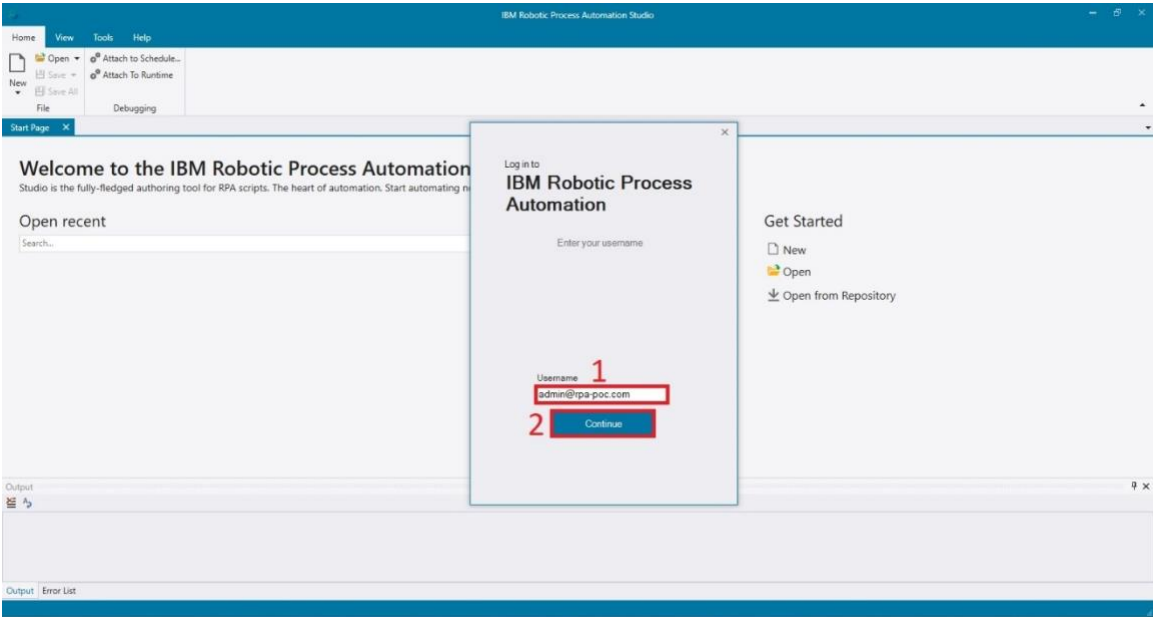 IBM Robotic Process Automation Studio
Home View Tools Help
Open
Attach to Schedule...
Save
Attach To Runtime
New
Save All
File
Debugging
Start Page
Welcome to the IBM Robotic Process Automation
Studio is the fully-fledged authoring tool for RPA scripts. The heart of automation. Start automating n
Open recent
Search...
Log in to
IBM Robotic Process
Automation
Enter your username
Username 1
admin@rpa-poc.com
2 Continue
Get Started
New
Open
Open from Repository
Output
Output Error List